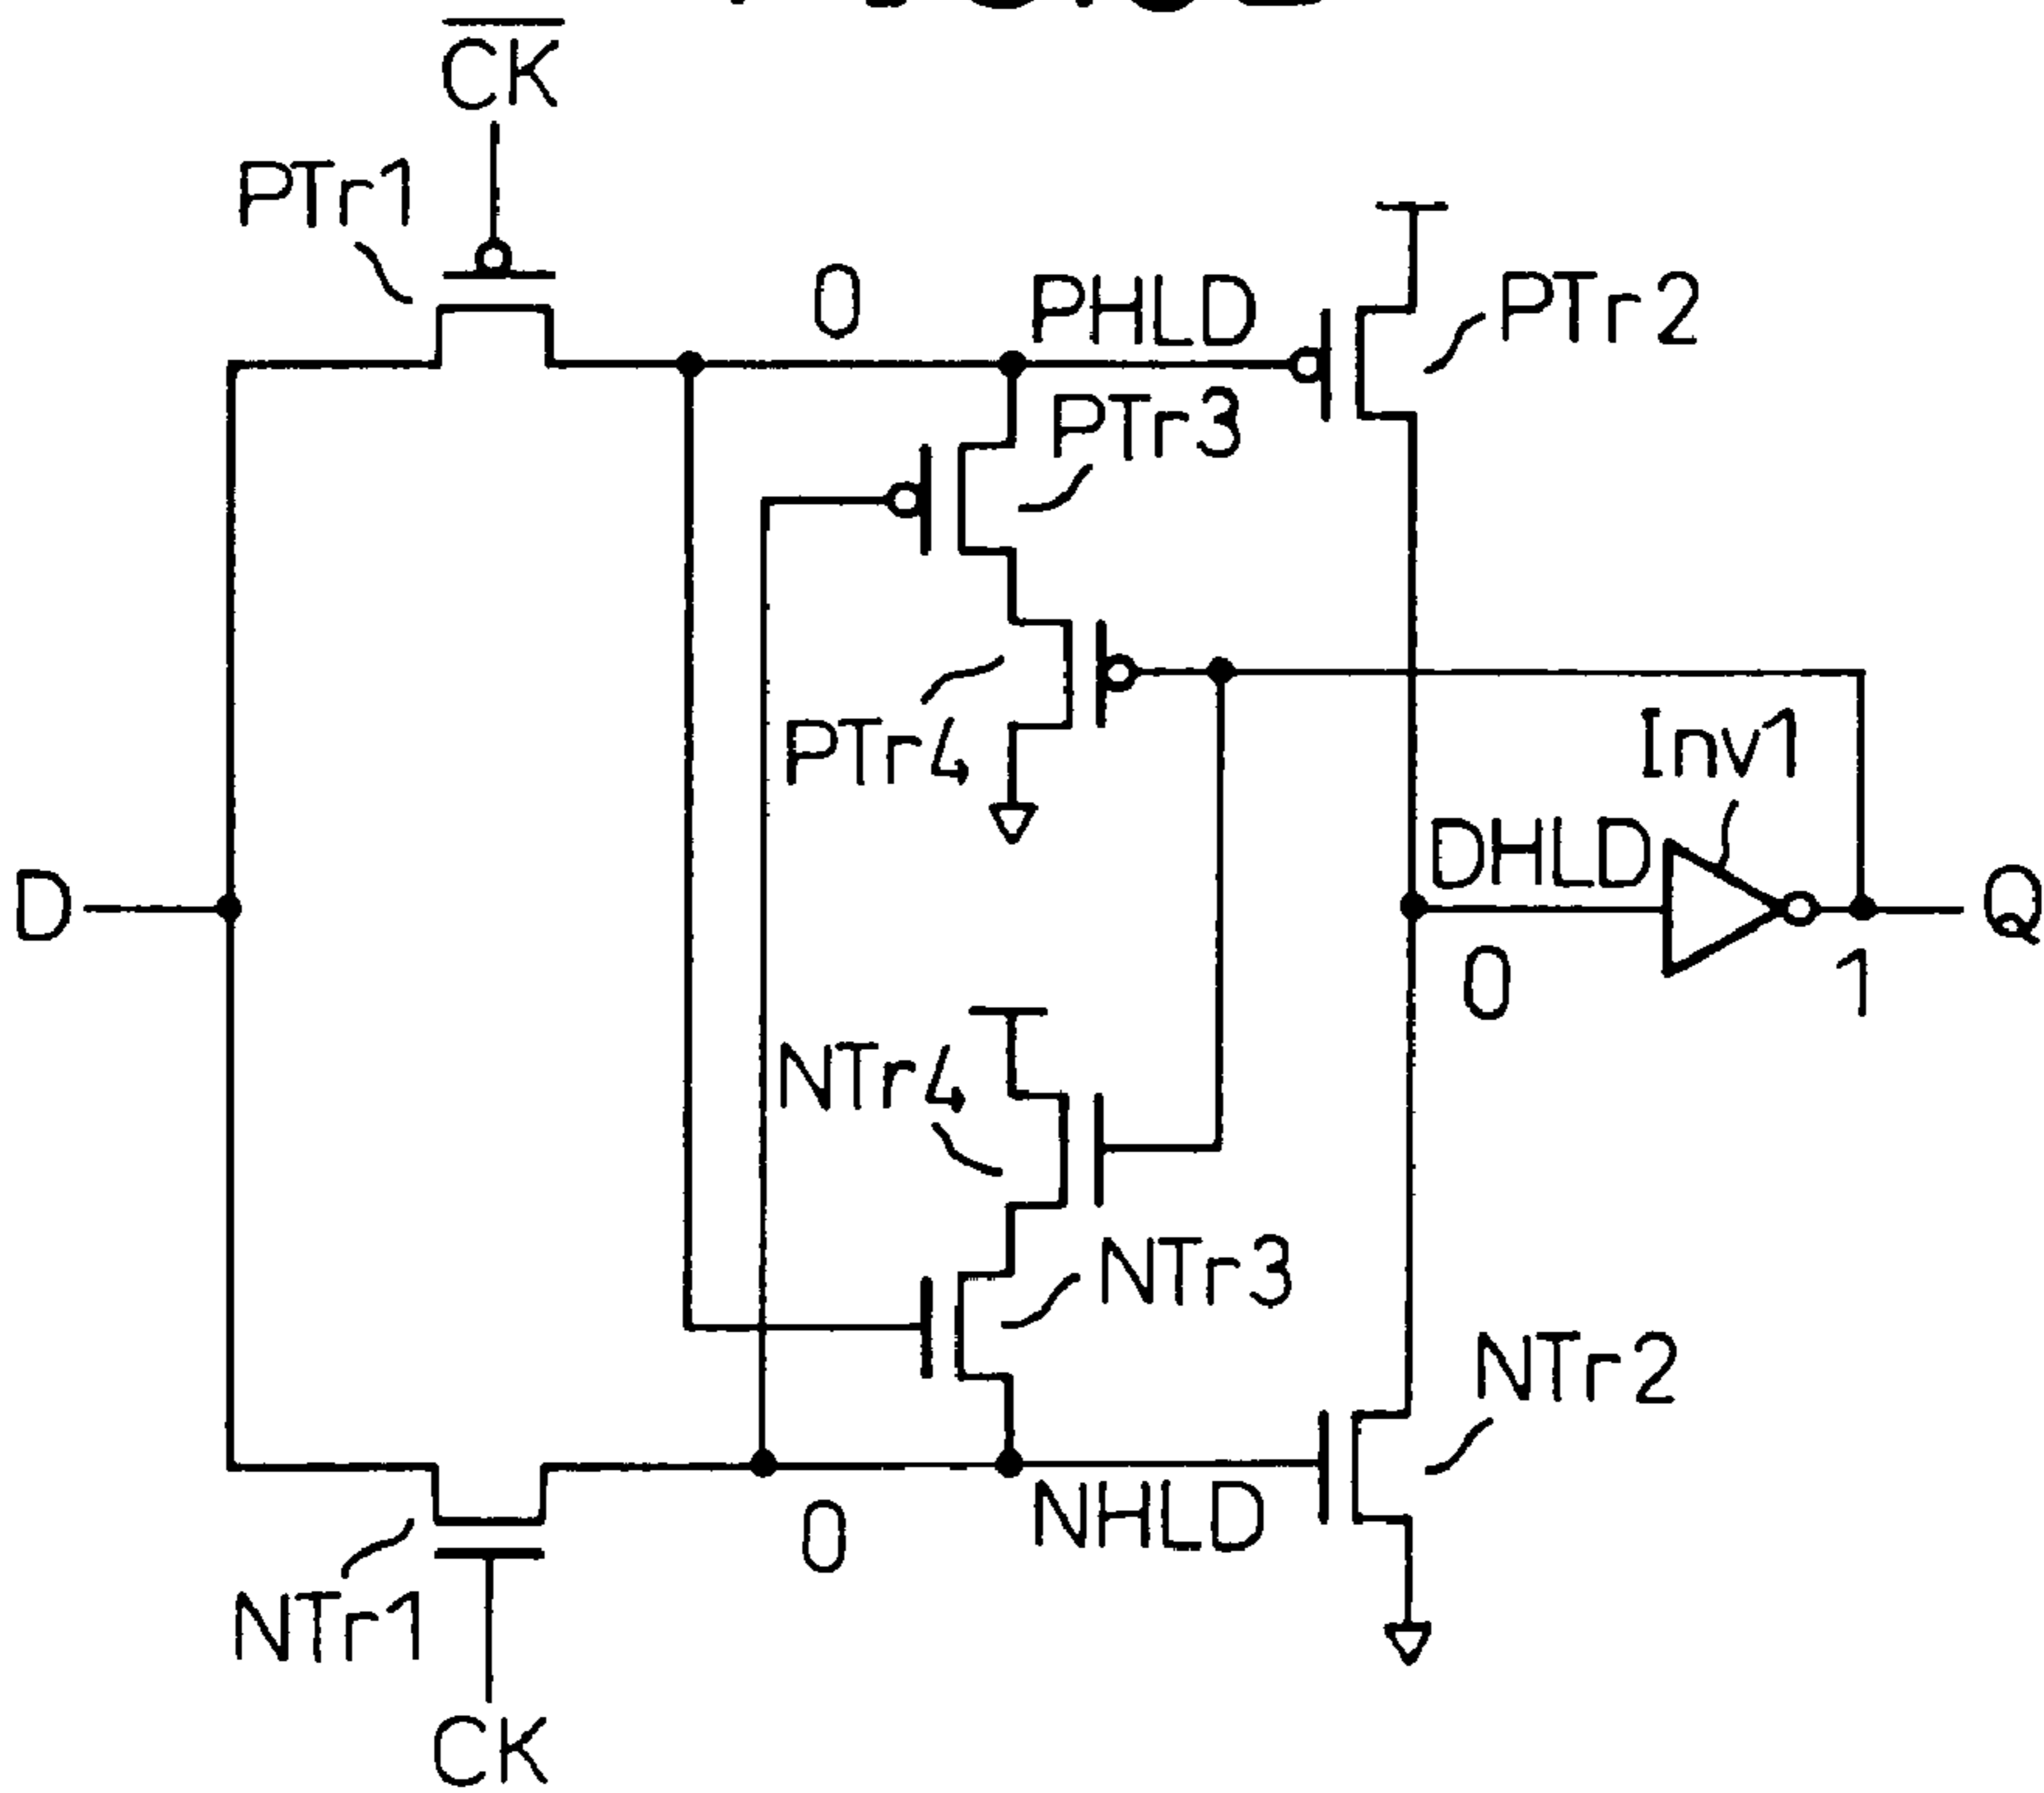 CK
PTr1
0
PHLD
PTr2
PTr3
PTr4
Inv1
DHLD
D
Q
0
1
NTr4
NTr3
NTr2
NHLD
0
NTr1
CK